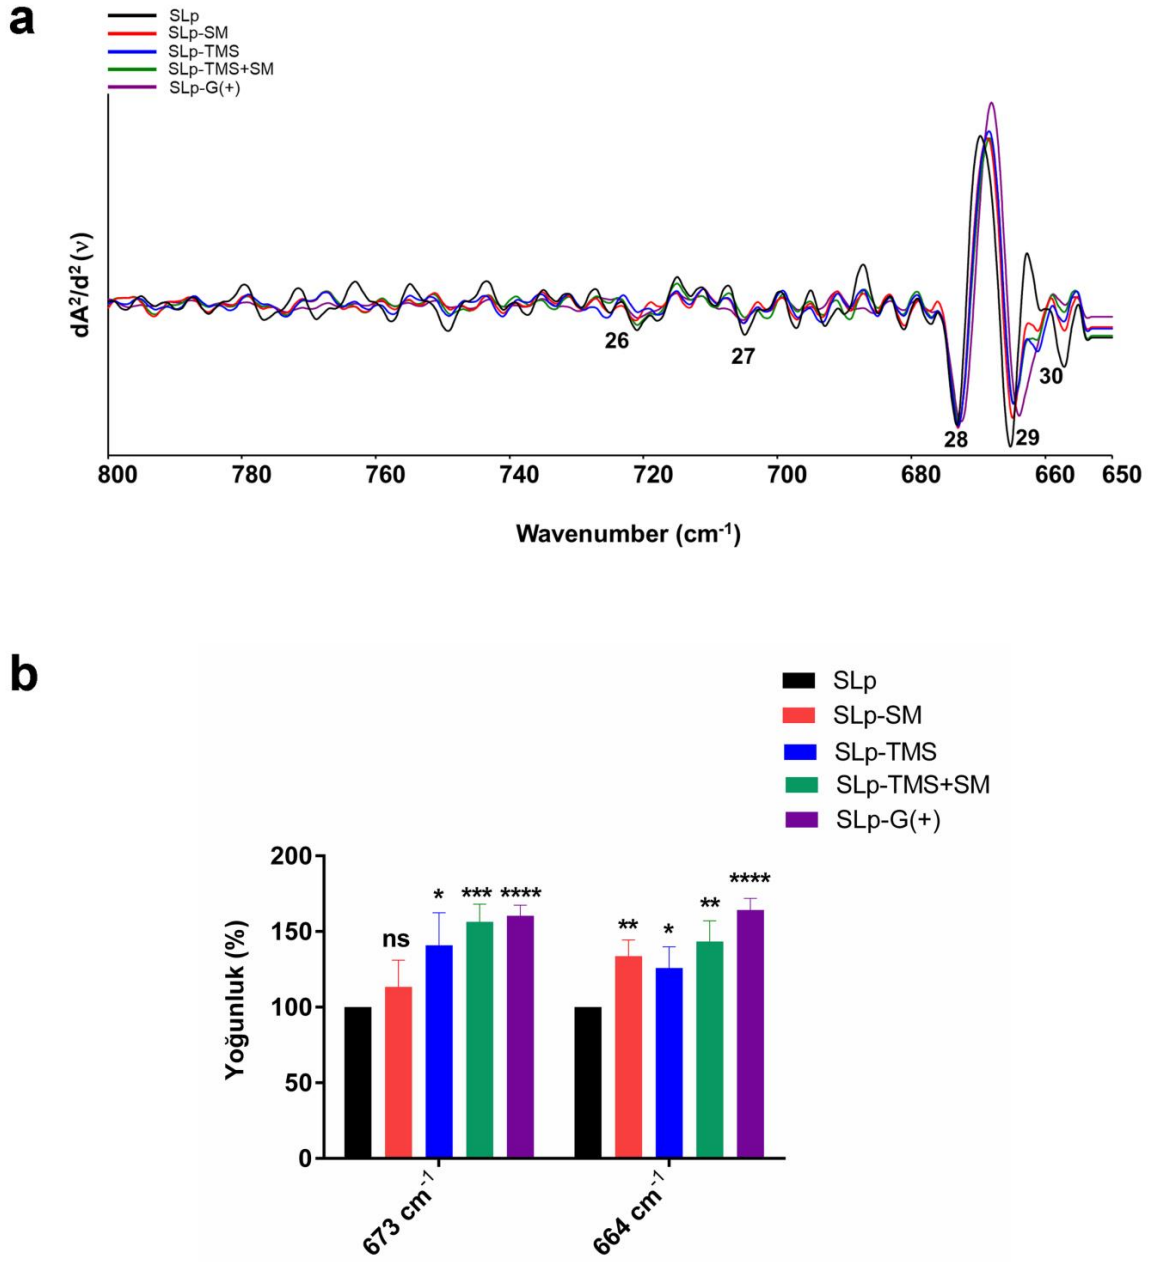 a
SLp
SLp-SM
SLp-TMS
SLp-TMS+SM
SLp-G(+)
dA²/d² (ν)
26
27
28
29
30
800 780 760 740 720 700 680 660 650
Wavenumber (cm⁻¹)
b
SLp
SLp-SM
SLp-TMS
SLp-TMS+SM
SLp-G(+)
Yoğunluk (%)
200
150
100
50
0
ns * *** ****
** * ** ****
673 cm⁻¹
664 cm⁻¹